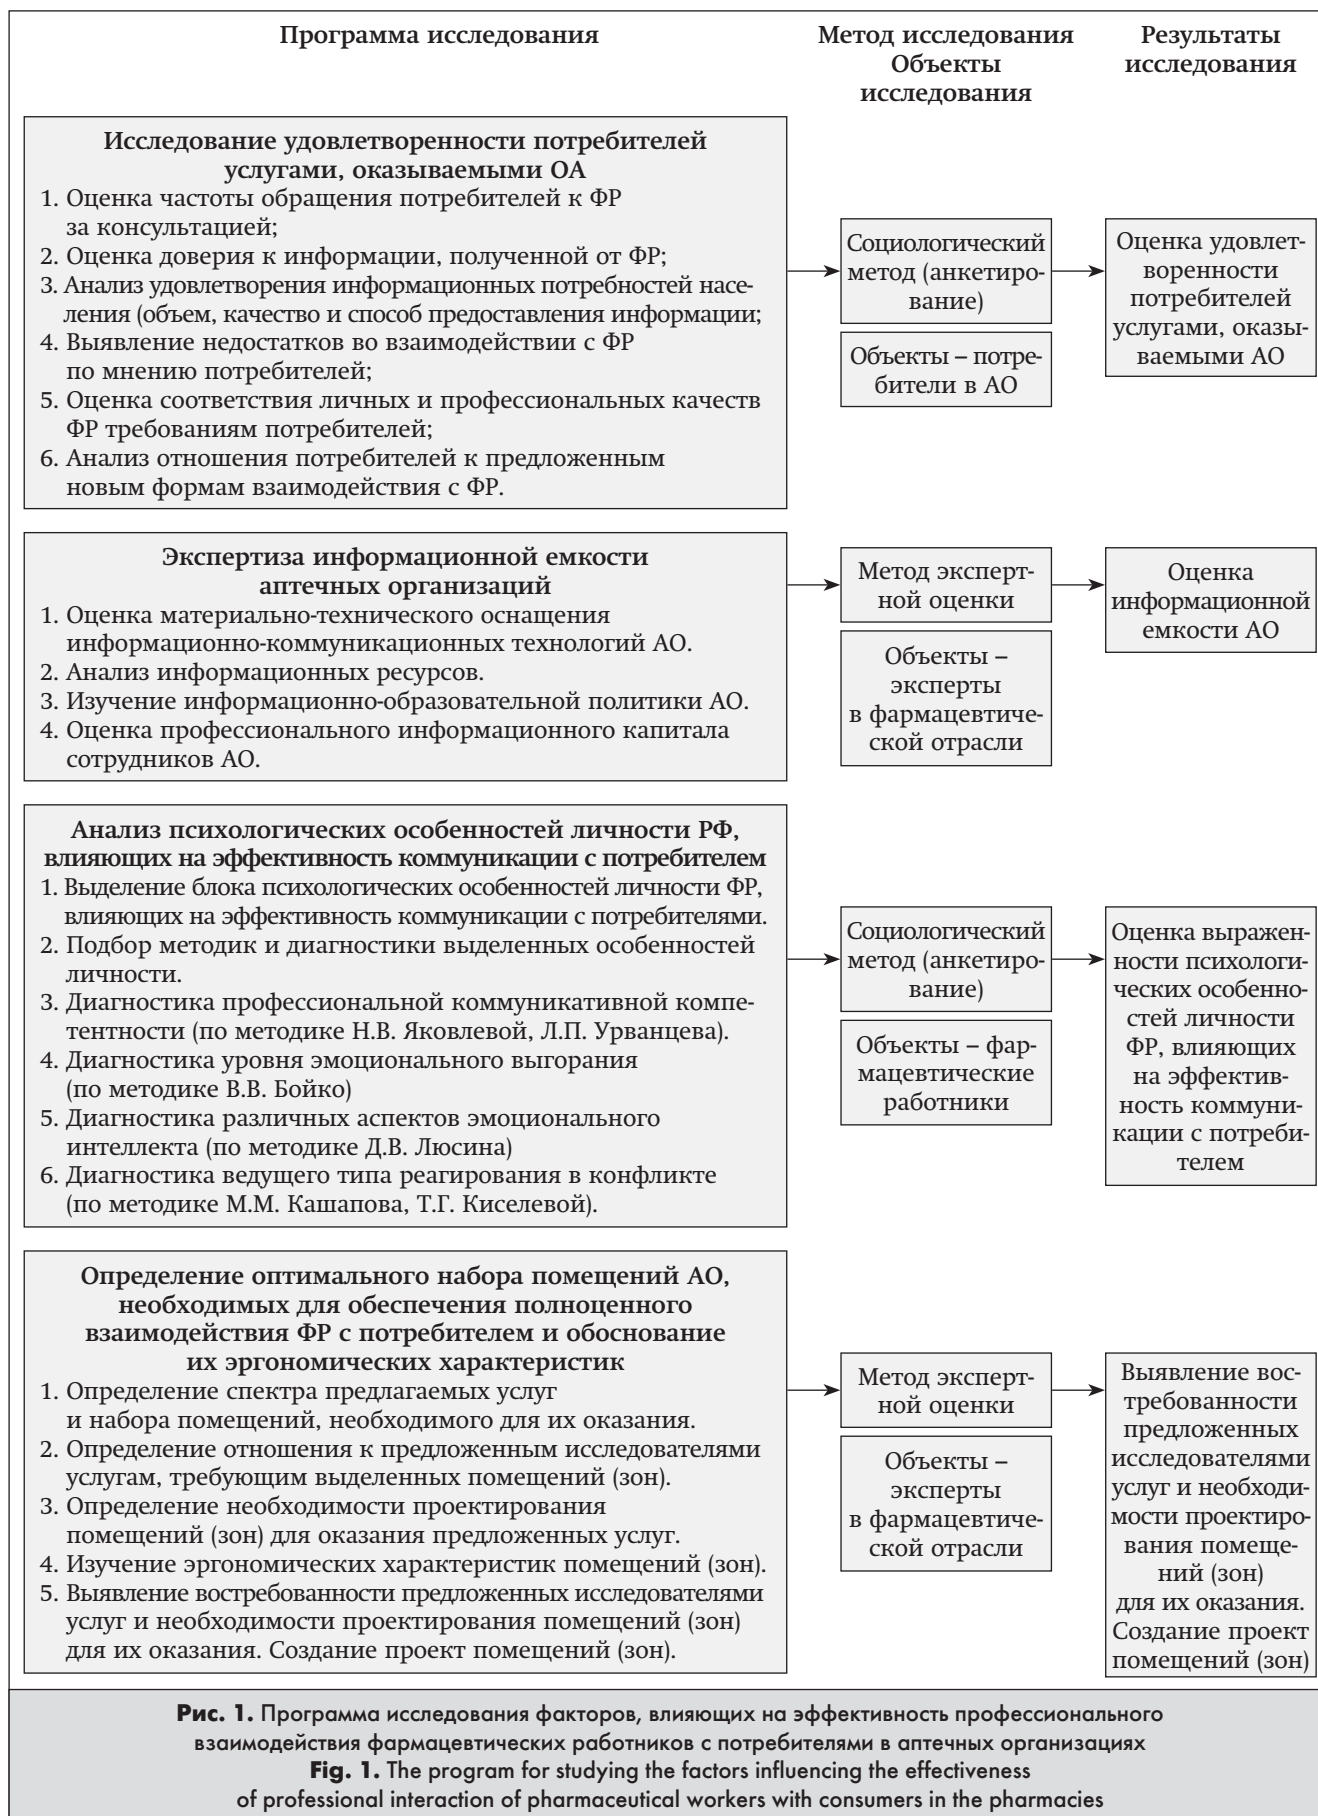 Программа исследования
Метод исследования
Объекты
исследования
Результаты
исследования
Исследование удовлетворенности потребителей
услугами, оказываемыми ОА
1. Оценка частоты обращения потребителей к ФР
за консультацией;
2. Оценка доверия к информации, полученной от ФР;
3. Анализ удовлетворения информационных потребностей насе-
ления (объем, качество и способ предоставления информации;
4. Выявление недостатков во взаимодействии с ФР
по мнению потребителей;
5. Оценка соответствия личных и профессиональных качеств
ФР требованиям потребителей;
6. Анализ отношения потребителей к предложенным
новым формам взаимодействия с ФР.
Социологический
метод (анкетиро-
вание)
Объекты – потре-
бители в АО
Оценка удовлет-
воренности
потребителей
услугами, оказы-
ваемыми АО
Экспертиза информационной емкости
аптечных организаций
1. Оценка материально-технического оснащения
информационно-коммуникационных технологий АО.
2. Анализ информационных ресурсов.
3. Изучение информационно-образовательной политики АО.
4. Оценка профессионального информационного капитала
сотрудников АО.
Метод эксперт-
ной оценки
Объекты –
эксперты
в фармацевтиче-
ской отрасли
Оценка
информационной
емкости АО
Анализ психологических особенностей личности РФ,
влияющих на эффективность коммуникации с потребителем
1. Выделение блока психологических особенностей личности ФР,
влияющих на эффективность коммуникации с потребителями.
2. Подбор методик и диагностики выделенных особенностей
личности.
3. Диагностика профессиональной коммуникативной компе-
тентности (по методике Н.В. Яковлевой, Л.П. Урванцева).
4. Диагностика уровня эмоционального выгорания
(по методике В.В. Бойко)
5. Диагностика различных аспектов эмоционального
интеллекта (по методике Д.В. Люсина)
6. Диагностика ведущего типа реагирования в конфликте
(по методике М.М. Кашапова, Т.Г. Киселевой).
Социологический
метод (анкетиро-
вание)
Объекты – фар-
мацевтические
работники
Оценка выражен-
ности психологи-
ческих особенно-
стей личности
ФР, влияющих
на эффектив-
ность коммуни-
кации с потреби-
телем
Определение оптимального набора помещений АО,
необходимых для обеспечения полноценного
взаимодействия ФР с потребителем и обоснование
их эргономических характеристик
1. Определение спектра предлагаемых услуг
и набора помещений, необходимого для их оказания.
2. Определение отношения к предложенным исследователями
услугам, требующим выделенных помещений (зон).
3. Определение необходимости проектирования
помещений (зон) для оказания предложенных услуг.
4. Изучение эргономических характеристик помещений (зон).
5. Выявление востребованности предложенных исследователями
услуг и необходимости проектирования помещений (зон)
для их оказания. Создание проект помещений (зон).
Метод эксперт-
ной оценки
Объекты –
эксперты
в фармацевтиче-
ской отрасли
Выявление вос-
требованности
предложенных
исследователями
услуг и необходи-
мости проектиро-
вания помеще-
ний (зон)
для их оказания.
Создание проект
помещений (зон)
Рис. 1. Программа исследования факторов, влияющих на эффективность профессионального
взаимодействия фармацевтических работников с потребителями в аптечных организациях
Fig. 1. The program for studying the factors influencing the effectiveness
of professional interaction of pharmaceutical workers with consumers in the pharmacies